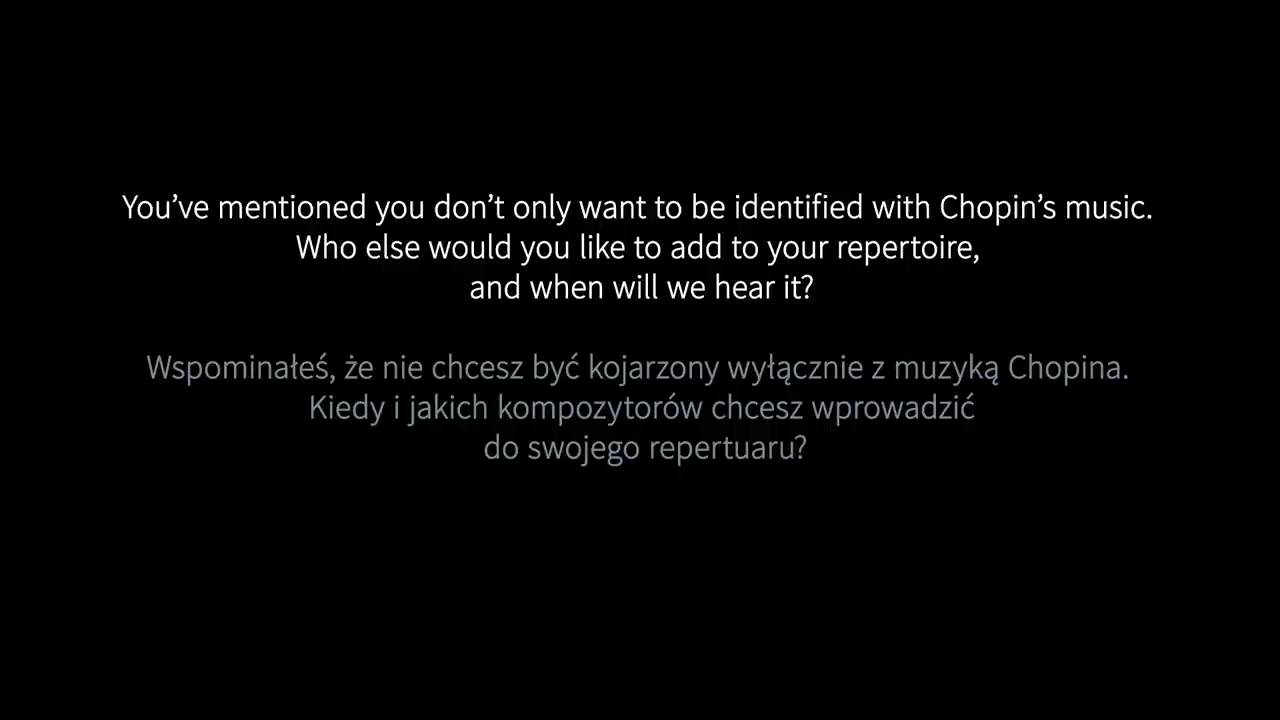 You’ve mentioned you don’t only want to be identified with Chopin’s music.
Who else would you like to add to your repertoire,
and when will we hear it?
Wspominałeś, że nie chcesz być kojarzony wyłącznie z muzyką Chopina.
Kiedy i jakich kompozytorów chcesz wprowadzić
do swojego repertuaru?